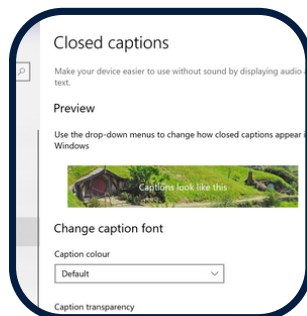 Closed captions
Make your device easier to use without sound by displaying audio
text.
Preview
Use the drop-down menus to change how closed captions appear
Windows
Captions look like this
Change caption font
Caption colour
Default
Caption transparency